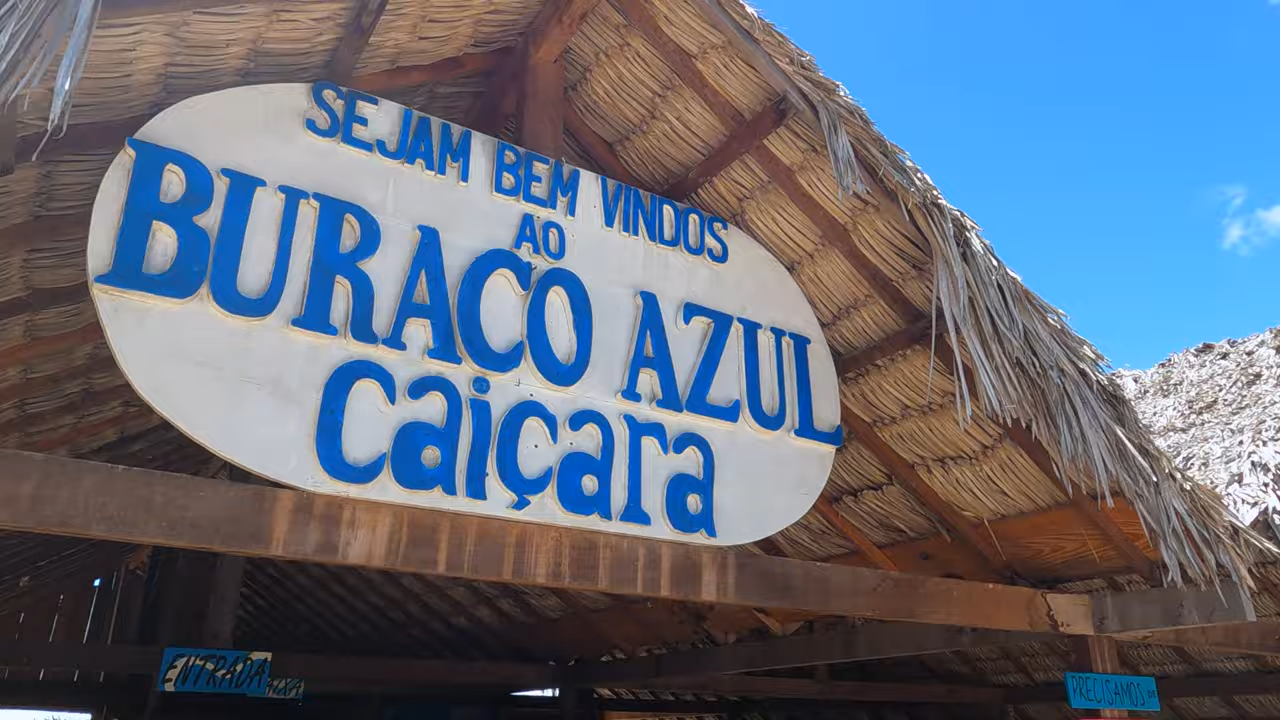 SEJAM BEM VINDOS
AO
BURACO AZUL
Caiçara
ENTRADA
PRECISAMOS DE